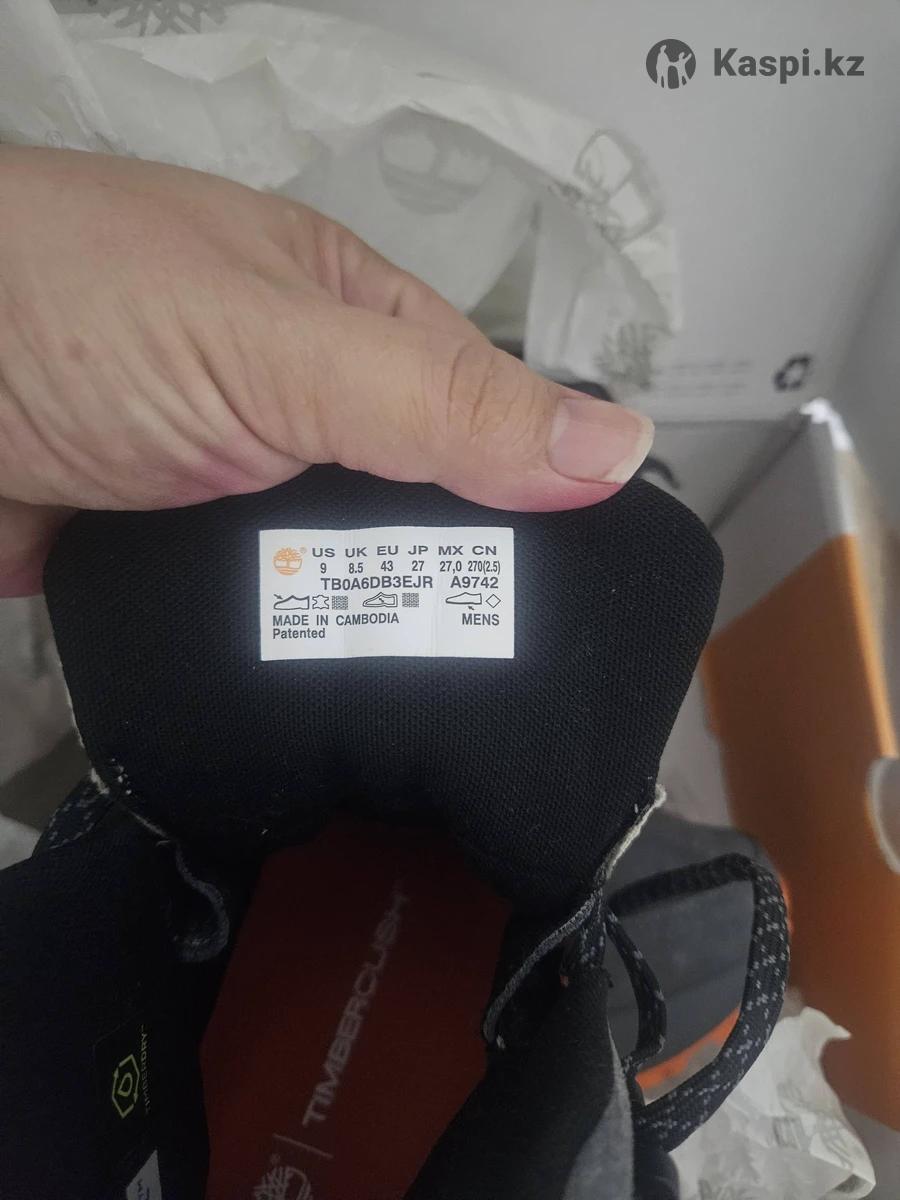 Kaspi.kz
US UK EU JP MX CN
9 8.5 43 27 27,0 270(2.5)
TB0A6DB3EJR A9742
MADE IN CAMBODIA MENS
Patented
TIMBERCUSH
TIMBERDRY